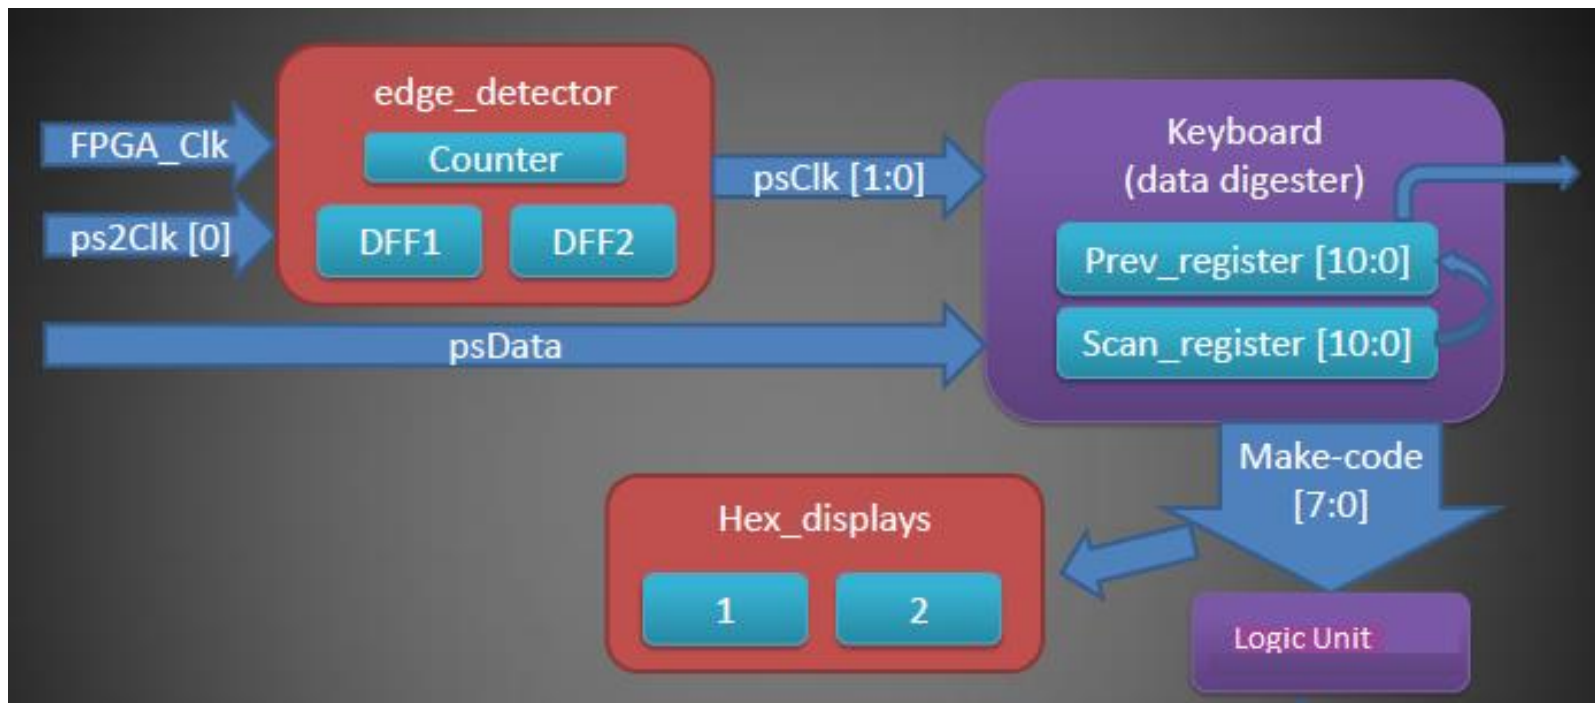 edge_detector
FPGA_Clk
Counter
ps2Clk [0]
DFF1
DFF2
psClk [1:0]
psData
Keyboard
(data digester)
Prev_register [10:0]
Scan_register [10:0]
Make-code
[7:0]
Hex_displays
1
2
Logic Unit